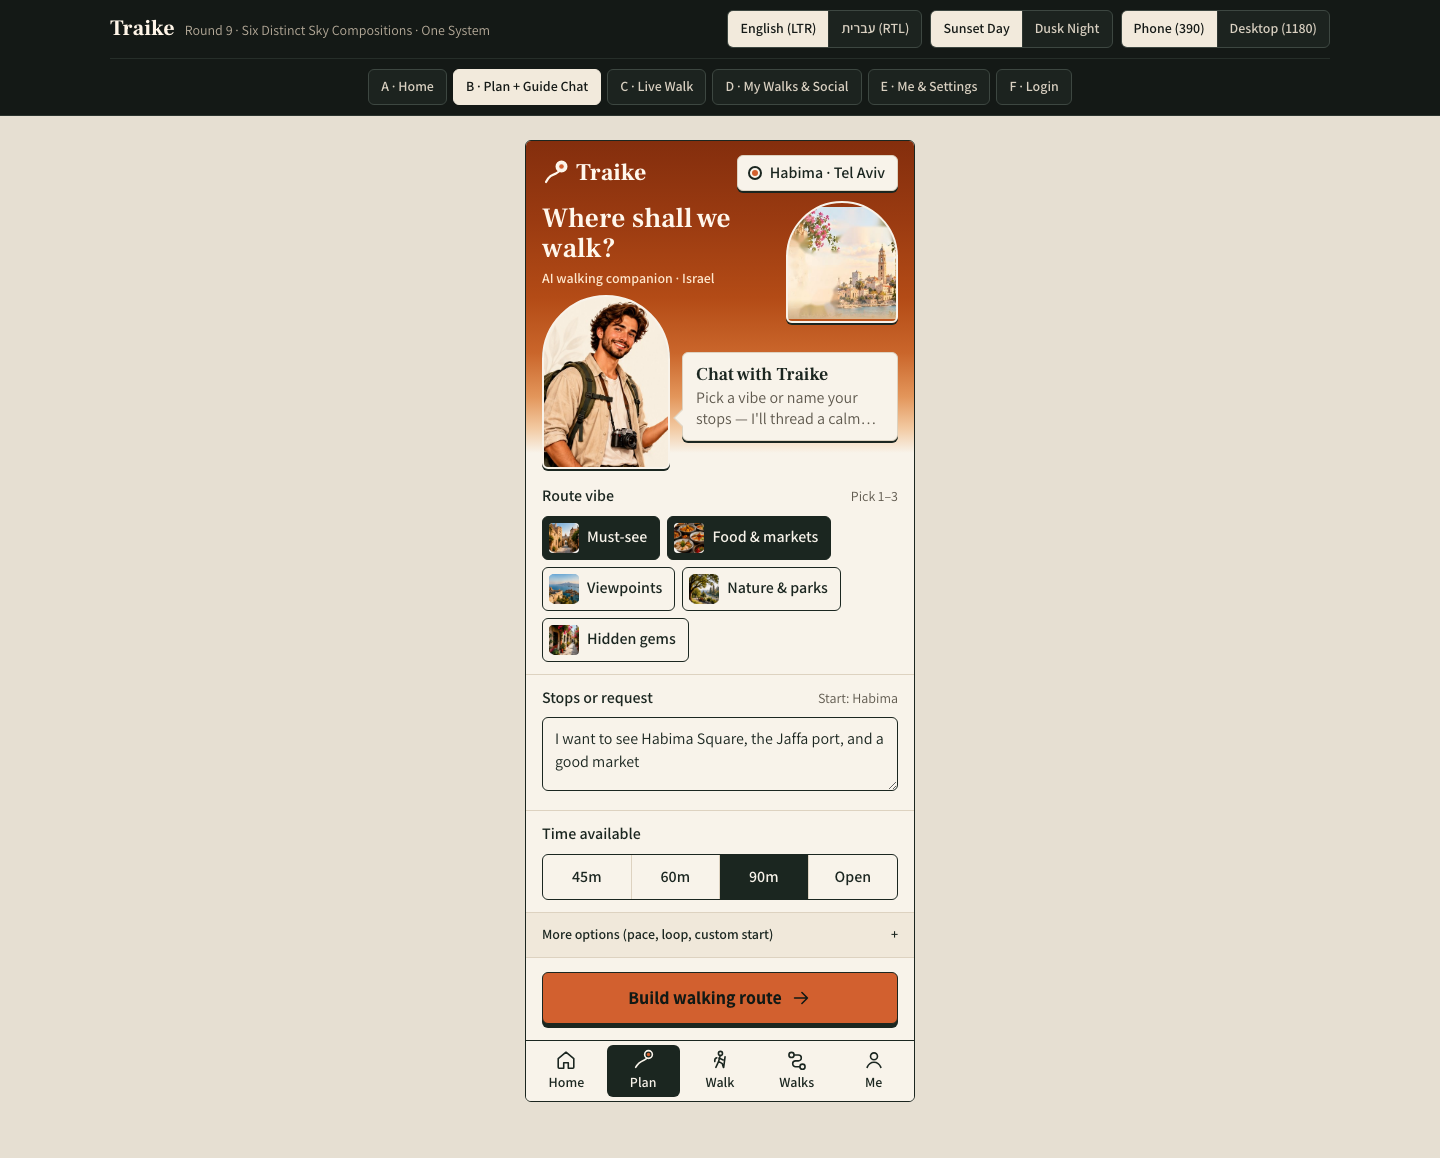 Traike Round 9 · Six Distinct Sky Compositions · One System
English (LTR) עברית (RTL) Sunset Day Dusk Night Phone (390) Desktop (1180)
A · Home B · Plan + Guide Chat C · Live Walk D · My Walks & Social E · Me & Settings F · Login
Traike
Habima · Tel Aviv
Where shall we
walk?
AI walking companion · Israel
Chat with Traike
Pick a vibe or name your
stops — I'll thread a calm…
Route vibe Pick 1–3
Must-see Food & markets
Viewpoints Nature & parks
Hidden gems
Stops or request Start: Habima
I want to see Habima Square, the Jaffa port, and a
good market
Time available
45m 60m 90m Open
More options (pace, loop, custom start) +
Build walking route →
Home Plan Walk Walks Me